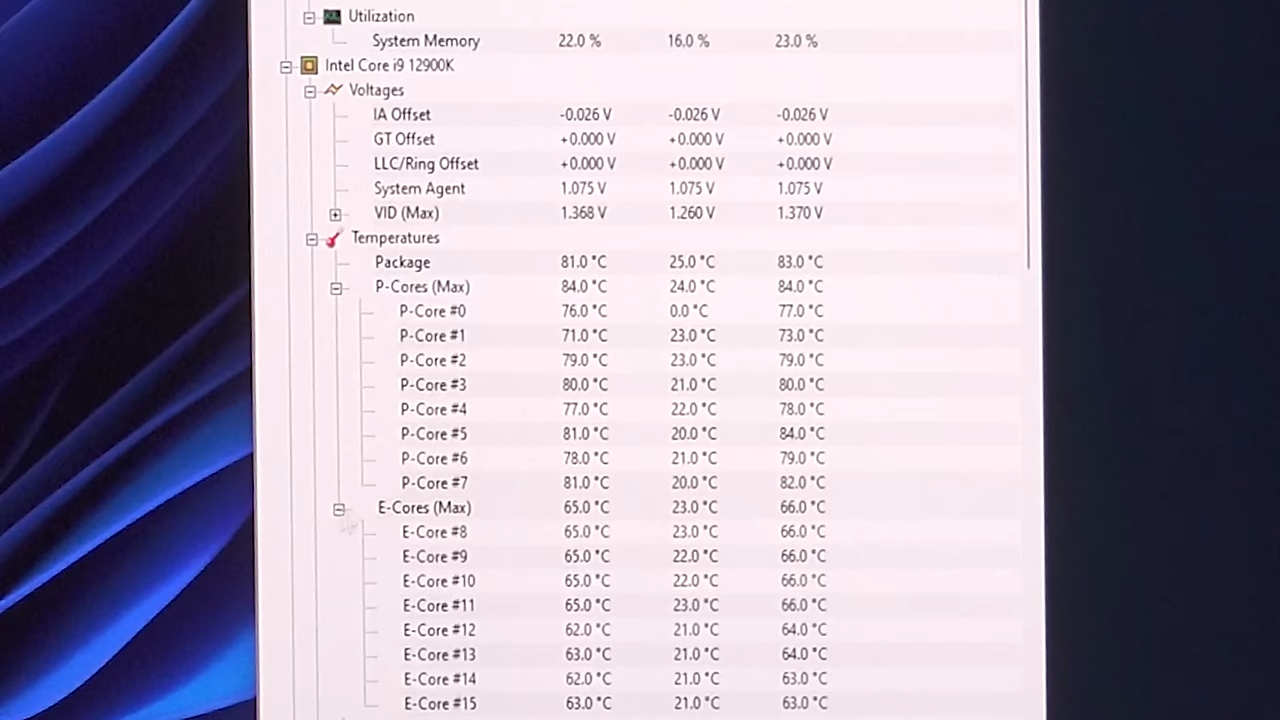 Utilization
System Memory 22.0 % 16.0 % 23.0 %
Intel Core i9 12900K
Voltages
IA Offset -0.026 V -0.026 V -0.026 V
GT Offset +0.000 V +0.000 V +0.000 V
LLC/Ring Offset +0.000 V +0.000 V +0.000 V
System Agent 1.075 V 1.075 V 1.075 V
VID (Max) 1.368 V 1.260 V 1.370 V
Temperatures
Package 81.0 °C 25.0 °C 83.0 °C
P-Cores (Max) 84.0 °C 24.0 °C 84.0 °C
P-Core #0 76.0 °C 0.0 °C 77.0 °C
P-Core #1 71.0 °C 23.0 °C 73.0 °C
P-Core #2 79.0 °C 23.0 °C 79.0 °C
P-Core #3 80.0 °C 21.0 °C 80.0 °C
P-Core #4 77.0 °C 22.0 °C 78.0 °C
P-Core #5 81.0 °C 20.0 °C 84.0 °C
P-Core #6 78.0 °C 21.0 °C 79.0 °C
P-Core #7 81.0 °C 20.0 °C 82.0 °C
E-Cores (Max) 65.0 °C 23.0 °C 66.0 °C
E-Core #8 65.0 °C 23.0 °C 66.0 °C
E-Core #9 65.0 °C 22.0 °C 66.0 °C
E-Core #10 65.0 °C 22.0 °C 66.0 °C
E-Core #11 65.0 °C 23.0 °C 66.0 °C
E-Core #12 62.0 °C 21.0 °C 64.0 °C
E-Core #13 63.0 °C 21.0 °C 64.0 °C
E-Core #14 62.0 °C 21.0 °C 63.0 °C
E-Core #15 63.0 °C 21.0 °C 63.0 °C